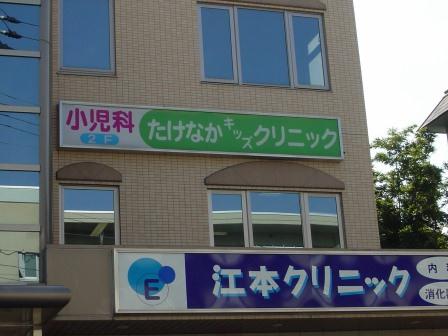 小児科
2F
たけなかキッズクリニック
E
江本クリニック
内
消化